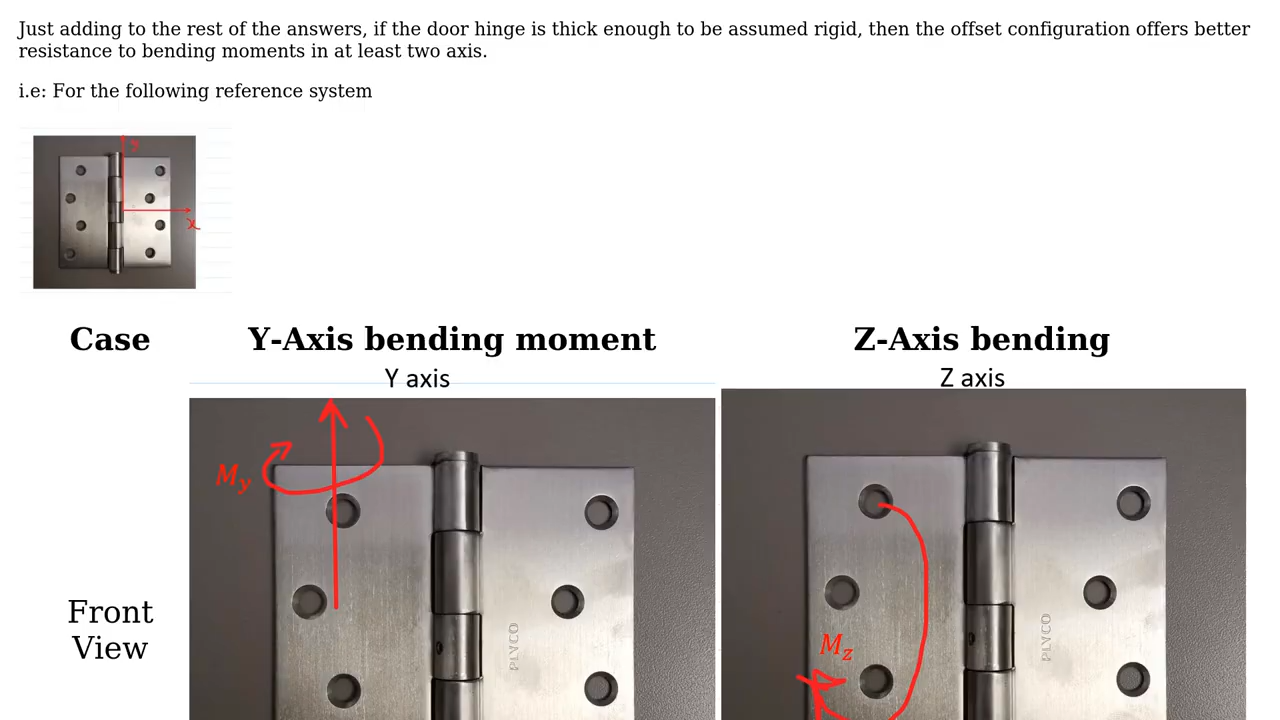 Just adding to the rest of the answers, if the door hinge is thick enough to be assumed rigid, then the offset configuration offers better
resistance to bending moments in at least two axis.
i.e: For the following reference system
y
x
Case Y-Axis bending moment Z-Axis bending
Y axis Z axis
My
PLYCO
PLYCO
Mz
Front
View